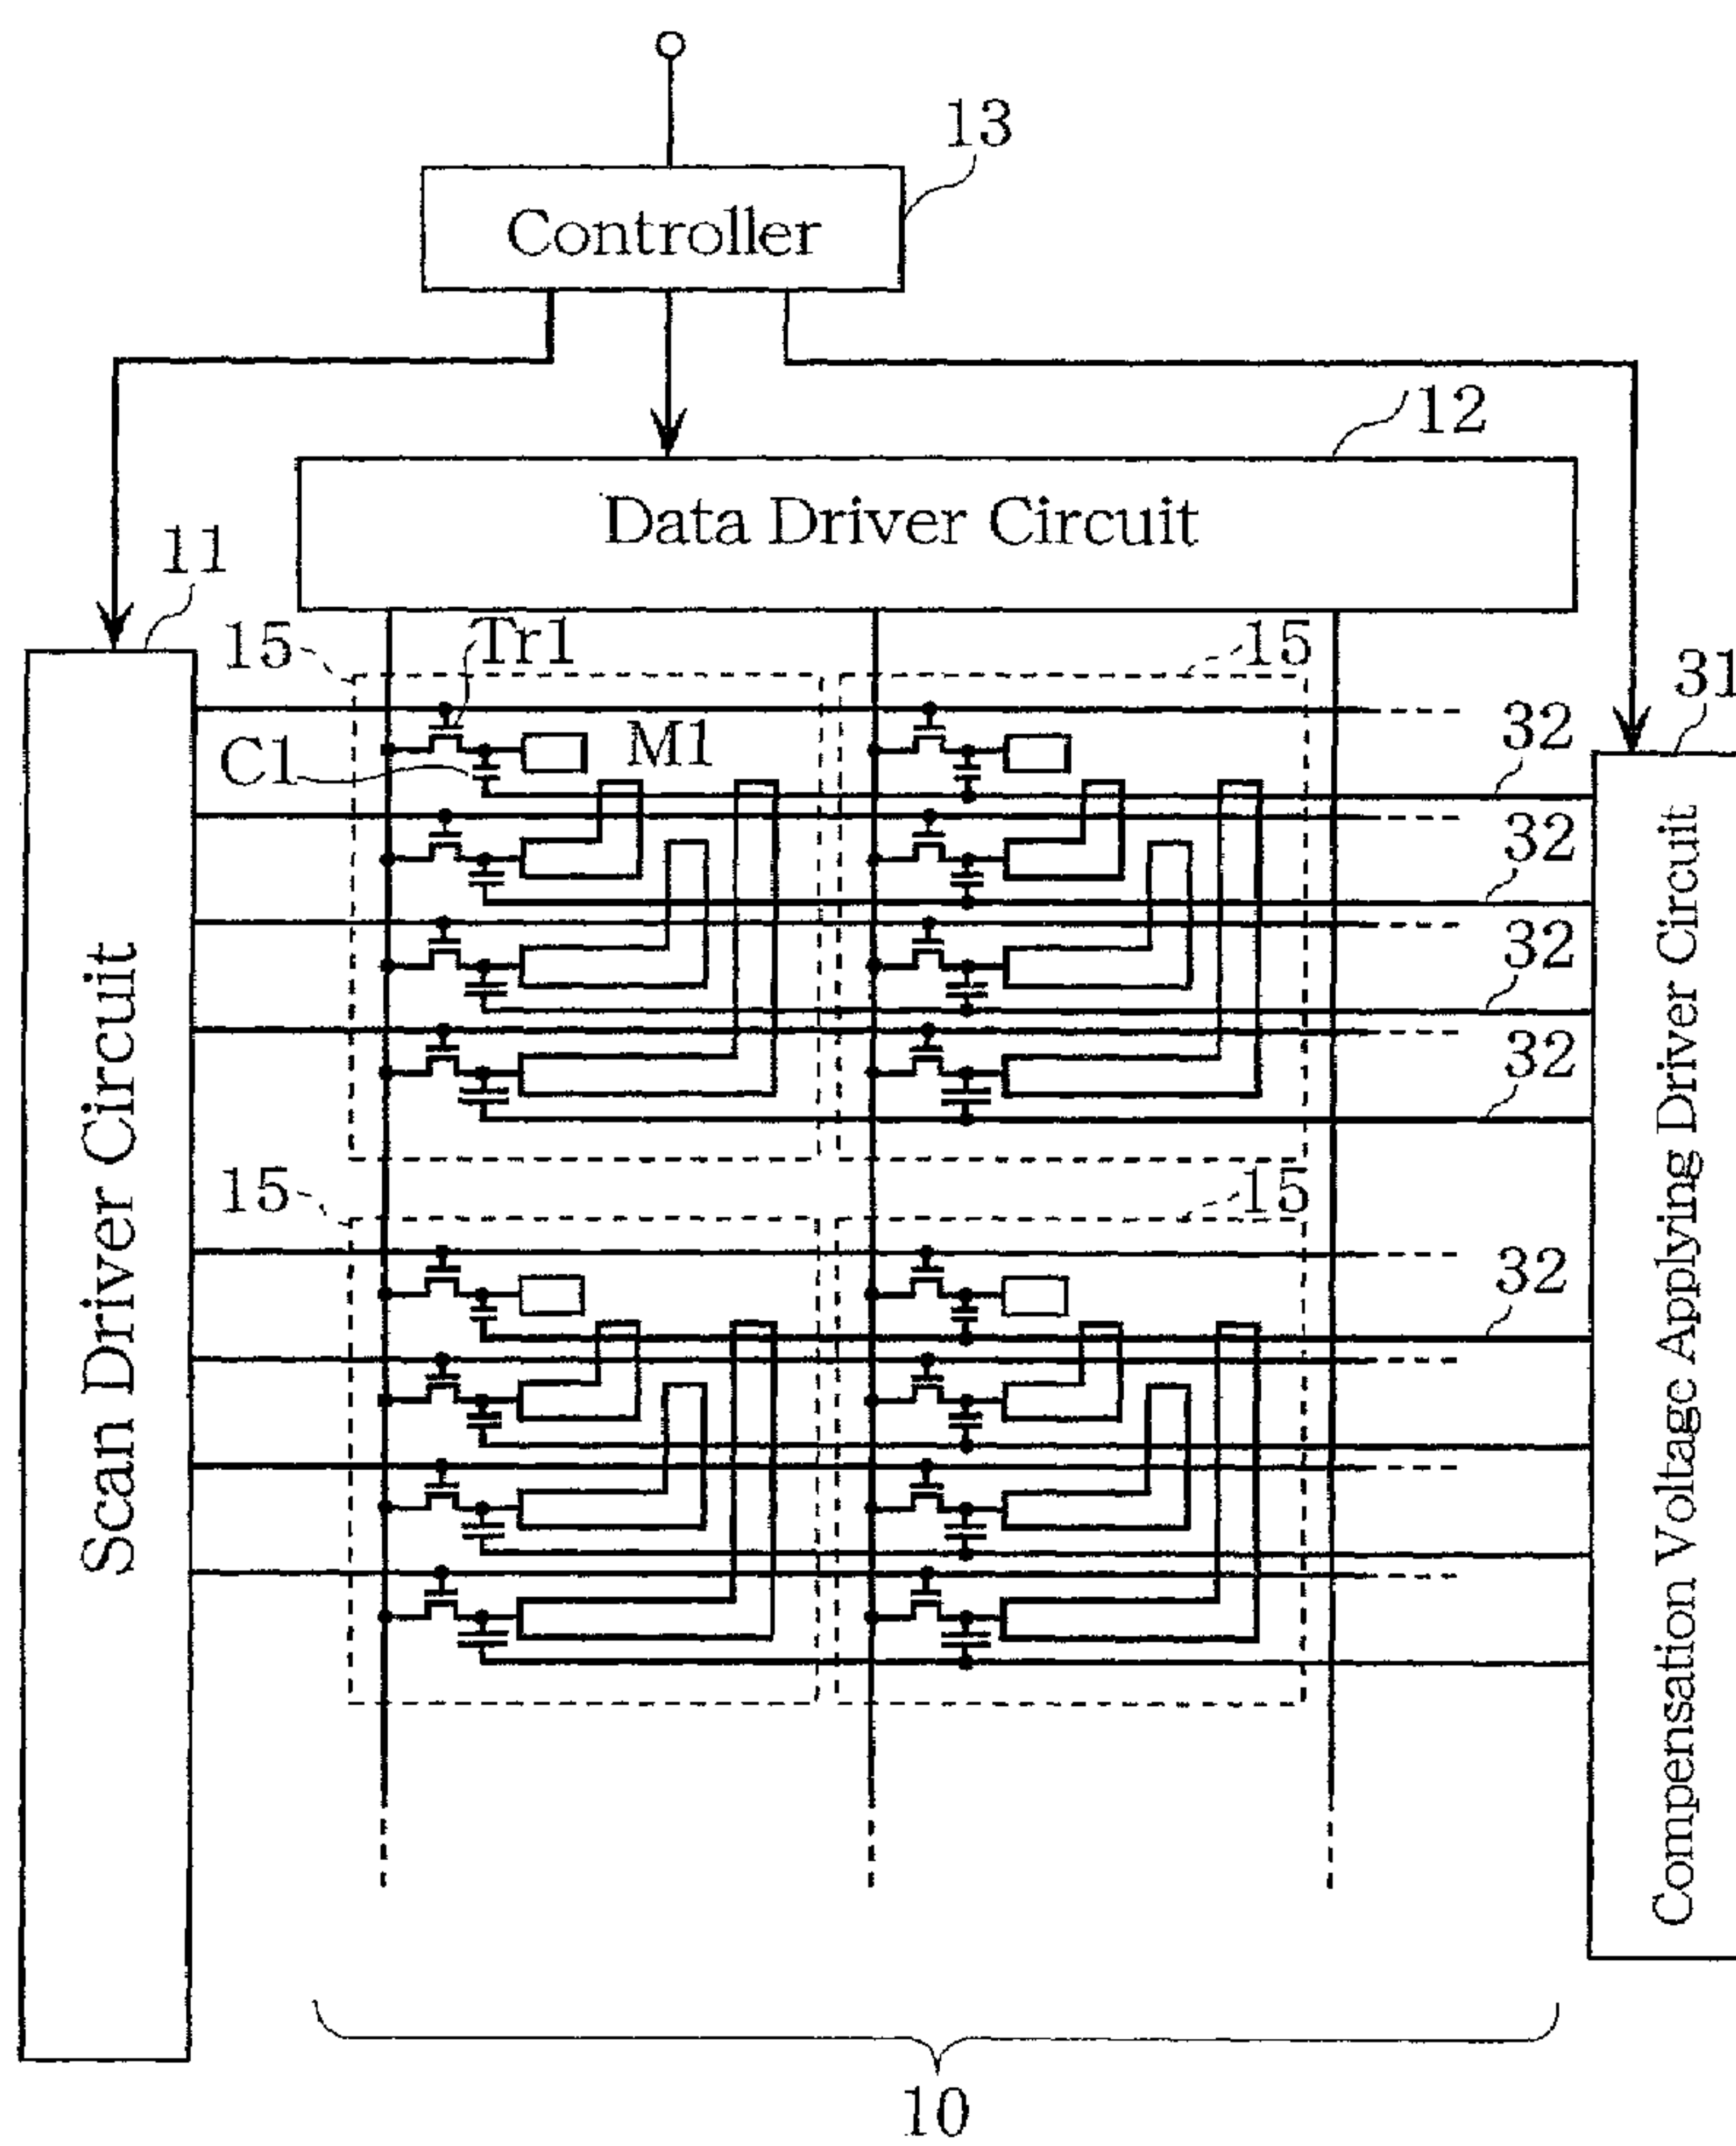 13
Controller
12
Data Driver Circuit
11
15
Tr1
15
31
C1
M1
32
32
32
32
15
15
32
Scan Driver Circuit
Compensation Voltage Applying Driver Circuit
10